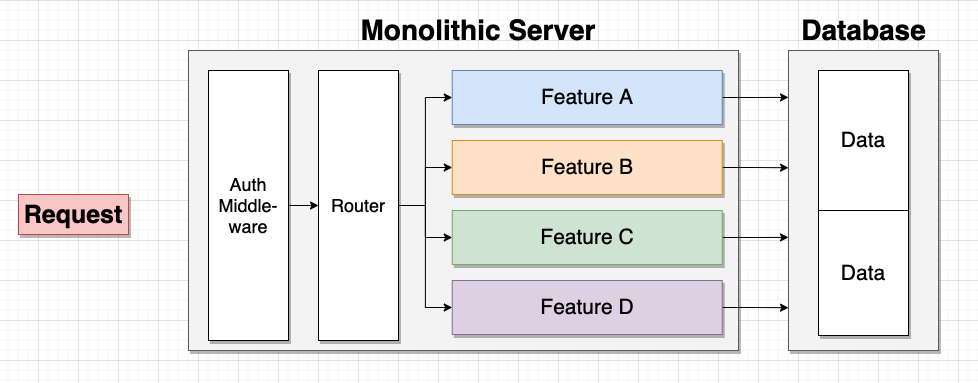 Monolithic Server
Database
Request
Auth
Middle-
ware
Router
Feature A
Feature B
Feature C
Feature D
Data
Data